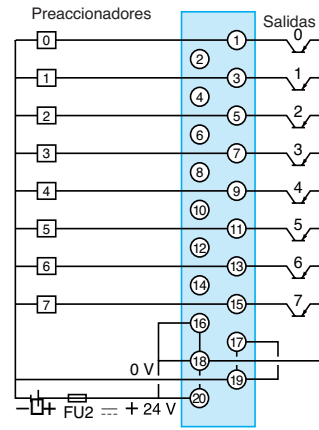 Preaccionadores
Salidas
0 1 0
2
1 3 1
4
2 5 2
6
3 7 3
8
4 9 4
10
5 11 5
12
6 13 6
14
7 15 7
16
17
0 V 18
19
20
− + FU2 + 24 V